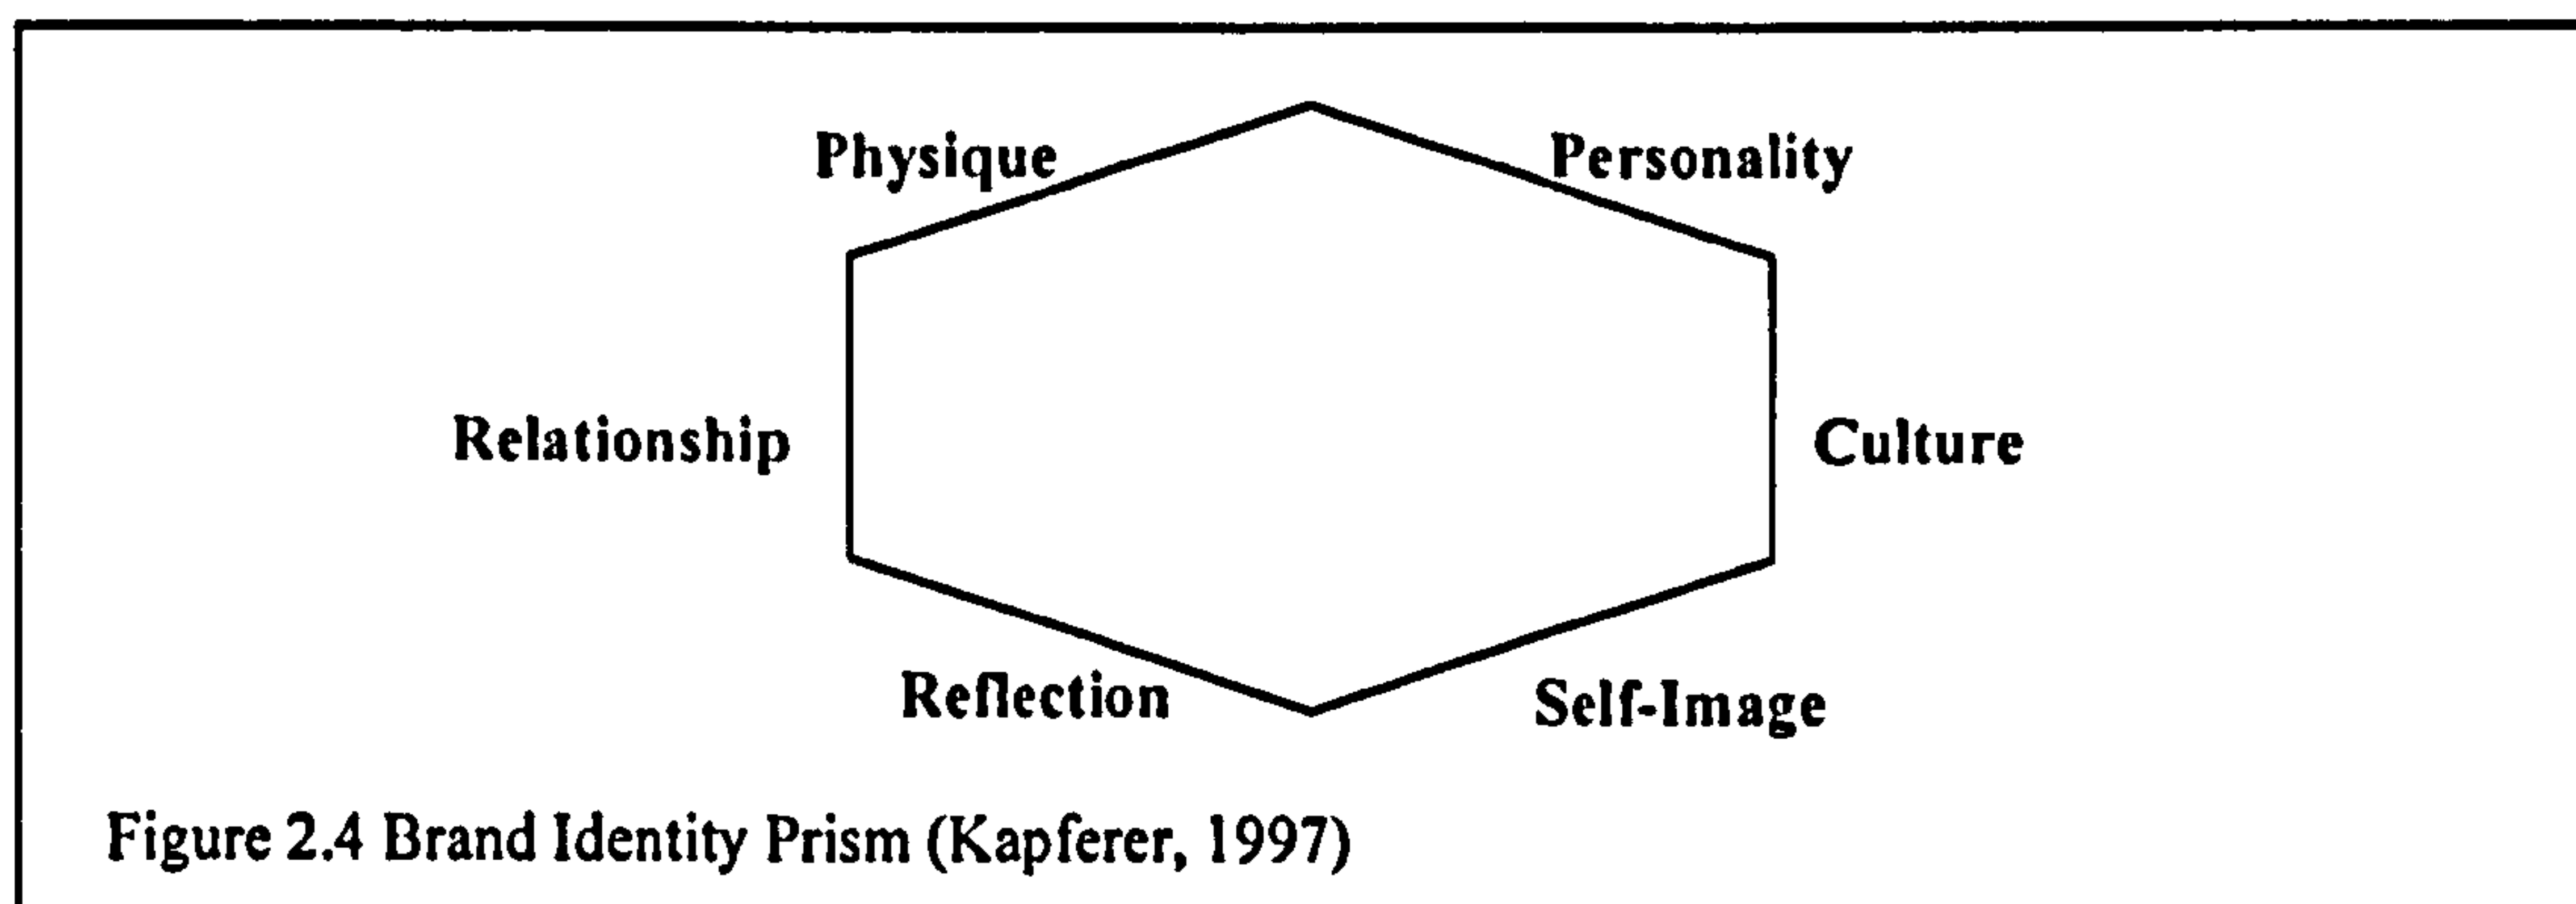 Physique Personality
Relationship Culture
Reflection Self-Image
Figure 2.4 Brand Identity Prism (Kapferer, 1997)